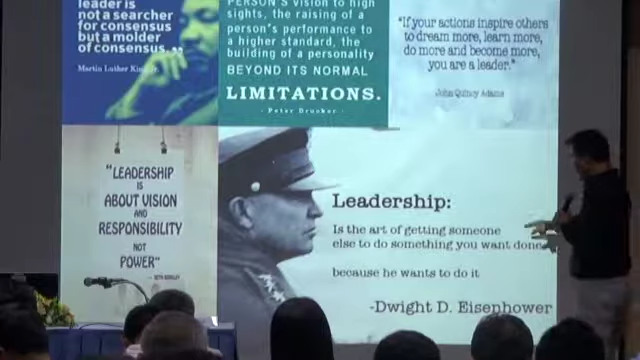 leader is
not a searcher
for consensus
but a molder
of consensus.
Martin Luther King Jr.
PERSON'S vision to high
sights, the raising of a
person's performance to
a higher standard, the
building of a personality
BEYOND ITS NORMAL
LIMITATIONS.
- Peter Drucker -
"If your actions inspire others
to dream more, learn more,
do more and become more,
you are a leader."
John Quincy Adams
"LEADERSHIP
IS
ABOUT VISION
AND
RESPONSIBILITY
NOT
POWER"
- SETH BERKLEY
Leadership:
Is the art of getting someone
else to do something you want done
because he wants to do it
-Dwight D. Eisenhower